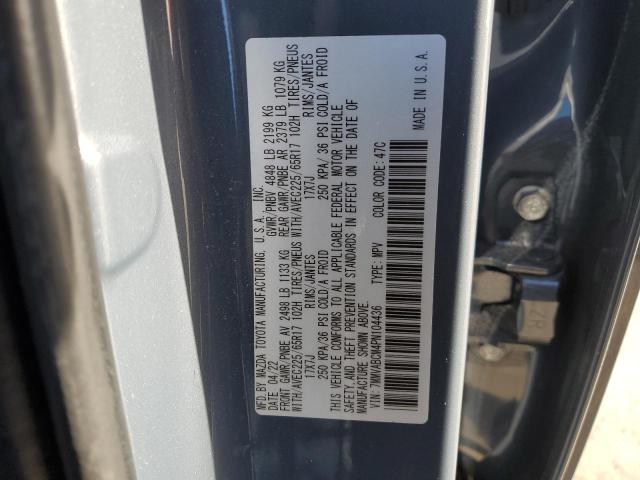 MFD. BY MAZDA TOYOTA MANUFACTURING, U.S.A., INC.
DATE: 04/22 GVWR/PNBV 4848 LB 2199 KG
FRONT GAWR/PNBE AV 2498 LB 1133 KG REAR GAWR/PNBE AR 2379 LB 1079 KG
WITH/AVEC225/65R17 102H TIRES/PNEUS WITH/AVEC225/65R17 102H TIRES/PNEUS
17X7J RIMS/JANTES 17X7J RIMS/JANTES
250 KPA/36 PSI COLD/A FROID 250 KPA/ 36 PSI COLD/A FROID
THIS VEHICLE CONFORMS TO ALL APPLICABLE FEDERAL MOTOR VEHICLE
SAFETY AND THEFT PREVENTION STANDARDS IN EFFECT ON THE DATE OF
MANUFACTURE SHOWN ABOVE.
VIN:7MMVABCM4PN104436 TYPE: MPV COLOR CODE: 47C
MADE IN U.S.A.
ZR